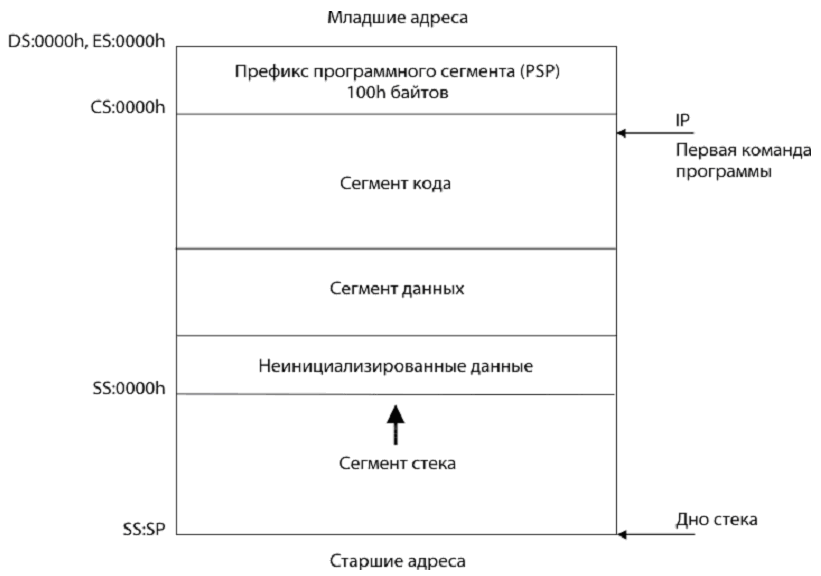 Младшие адреса
DS:0000h, ES:0000h
Префикс программного сегмента (PSP)
100h байтов
CS:0000h
IP
Первая команда
программы
Сегмент кода
Сегмент данных
Неинициализированные данные
SS:0000h
Сегмент стека
SS:SP
Дно стека
Старшие адреса